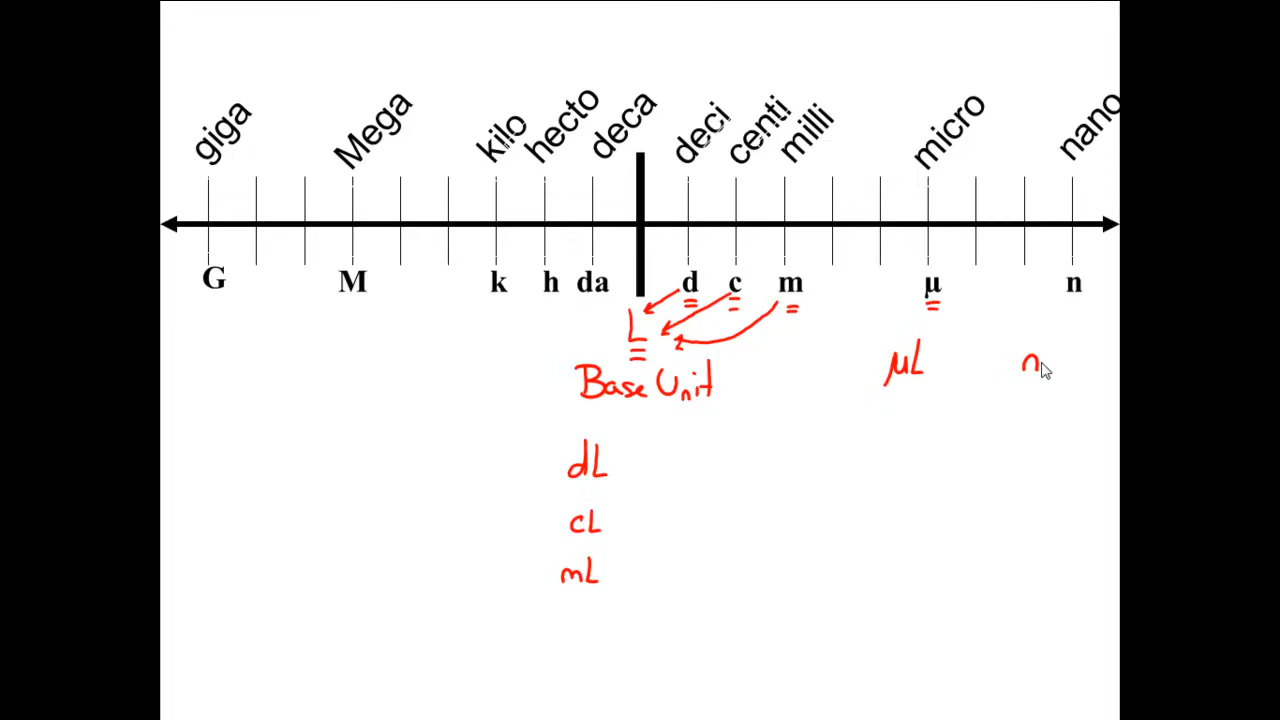 giga Mega kilo hecto deca deci centi milli micro nano
G M k h da d c m μ n
L
Base Unit
μL n
dL
cL
mL